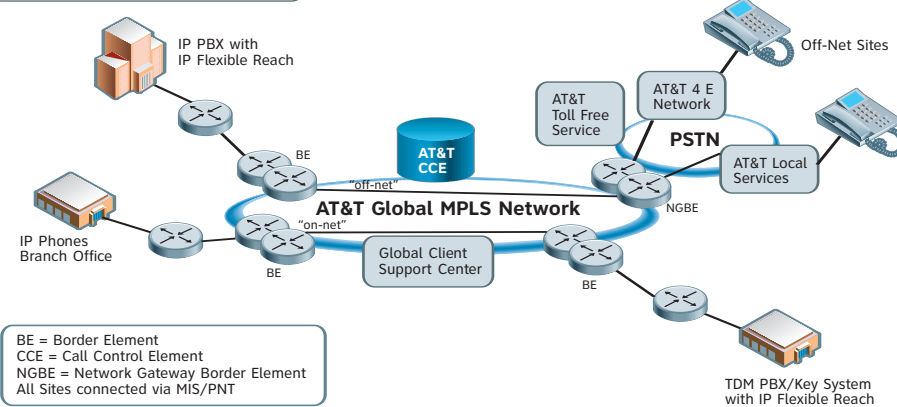 IP PBX with
IP Flexible Reach
Off-Net Sites
AT&T
Toll Free
Service
AT&T 4 E
Network
PSTN
AT&T Local
Services
BE
AT&T
CCE
"off-net"
NGBE
AT&T Global MPLS Network
"on-net"
IP Phones
Branch Office
BE
Global Client
Support Center
BE
BE = Border Element
CCE = Call Control Element
NGBE = Network Gateway Border Element
All Sites connected via MIS/PNT
TDM PBX/Key System
with IP Flexible Reach